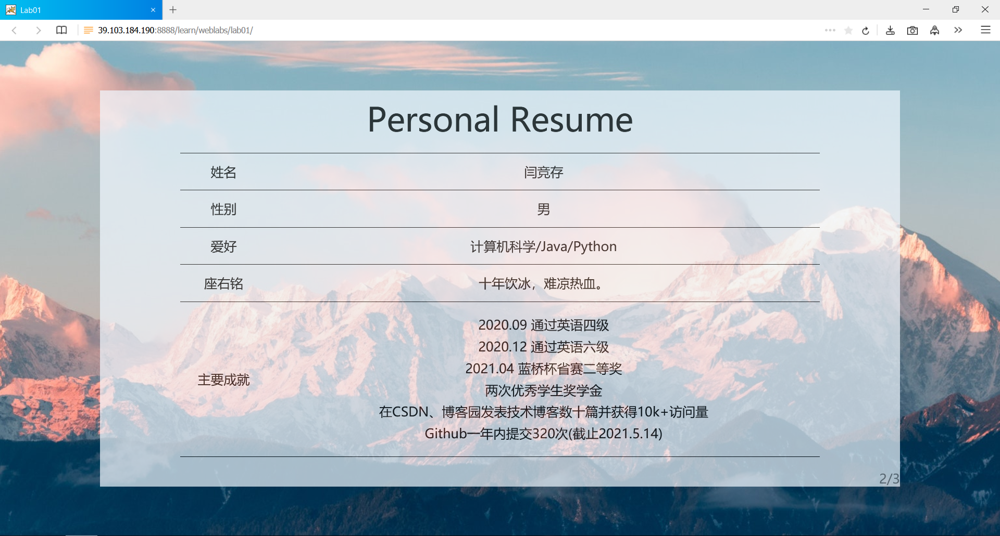 Lab01
39.103.184.190:8888/learn/weblabs/lab01/
Personal Resume
姓名 闫竞存
性别 男
爱好 计算机科学/Java/Python
座右铭 十年饮冰，难凉热血。
主要成就
2020.09 通过英语四级
2020.12 通过英语六级
2021.04 蓝桥杯省赛二等奖
两次优秀学生奖学金
在CSDN、博客园发表技术博客数十篇并获得10k+访问量
Github一年内提交320次(截止2021.5.14)
2/3